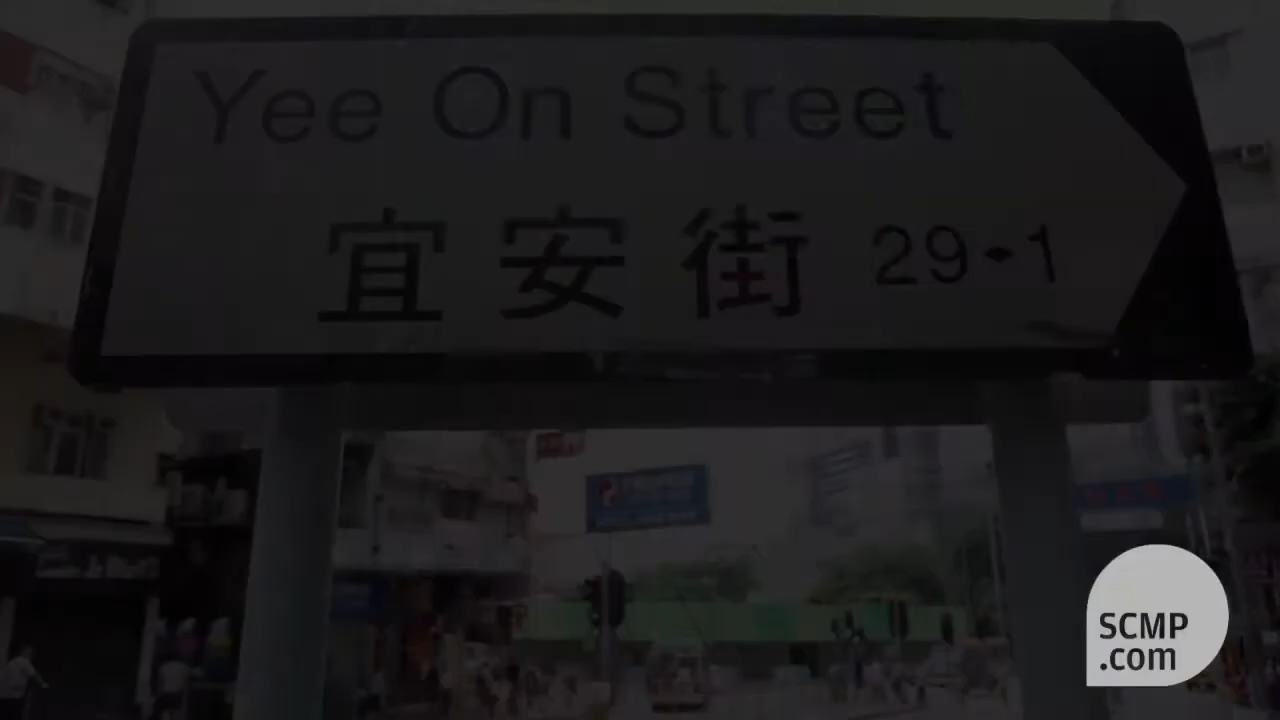 Yee On Street
宜安街 29-1
SCMP
.com